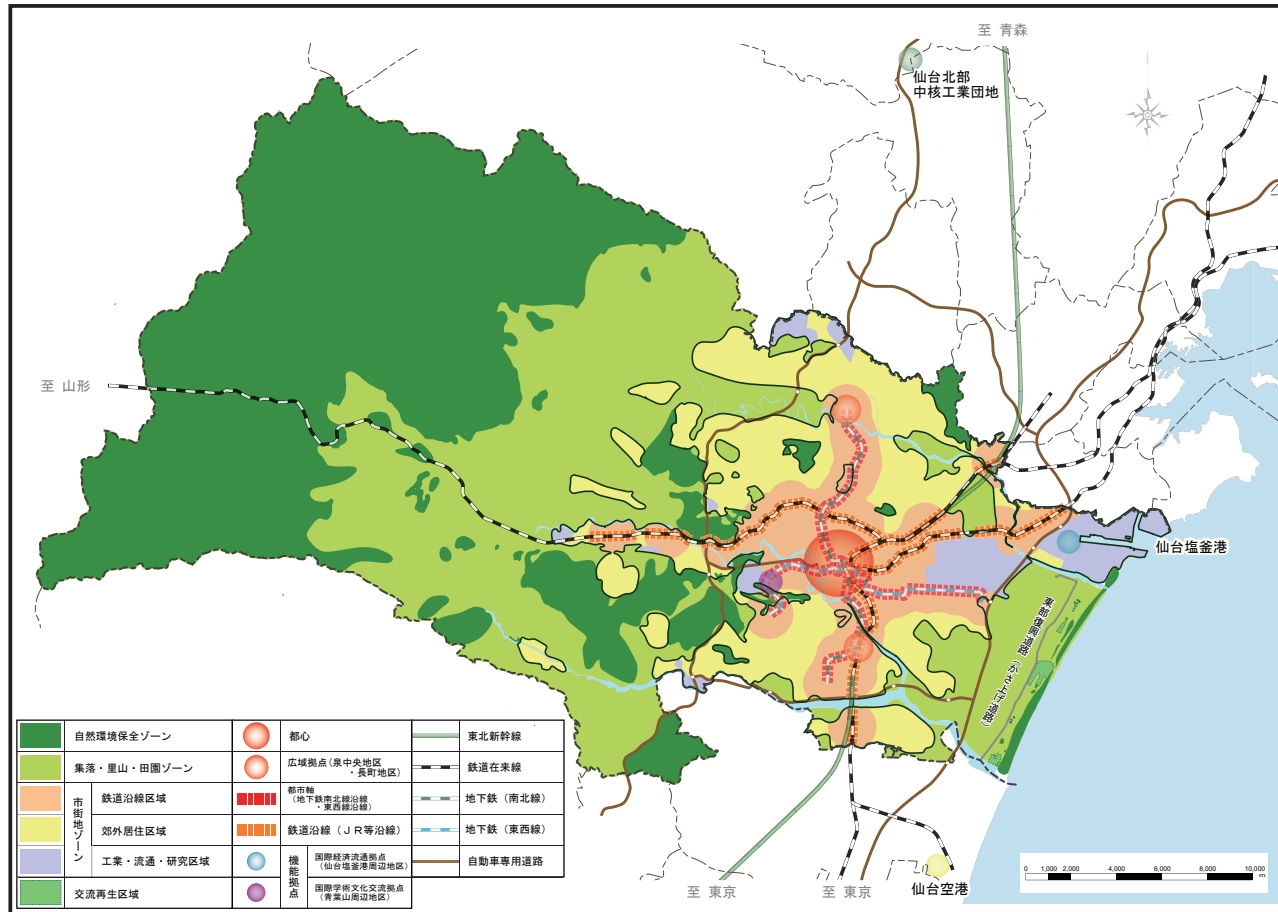 至 青森
仙台北部
中核工業団地
至 山形
仙台塩釜港
東部復興道路(かさ上げ道路)
自然環境保全ゾーン
集落・里山・田園ゾーン
市街地ゾーン
鉄道沿線区域
郊外居住区域
工業・流通・研究区域
交流再生区域
都心
広域拠点(泉中央地区
・長町地区)
都市軸
(地下鉄南北線沿線
・東西線沿線)
鉄道沿線(JR等沿線)
機能拠点
国際経済流通拠点
(仙台塩釜港周辺地区)
国際学術文化交流拠点
(青葉山周辺地区)
東北新幹線
鉄道在来線
地下鉄(南北線)
地下鉄(東西線)
自動車専用道路
至 東京
至 東京
仙台空港
0 1,000 2,000 4,000 6,000 8,000 10,000
m